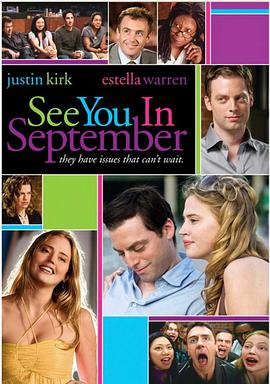 justin kirk estella warren
See You In
September
they have issues that can't wait.